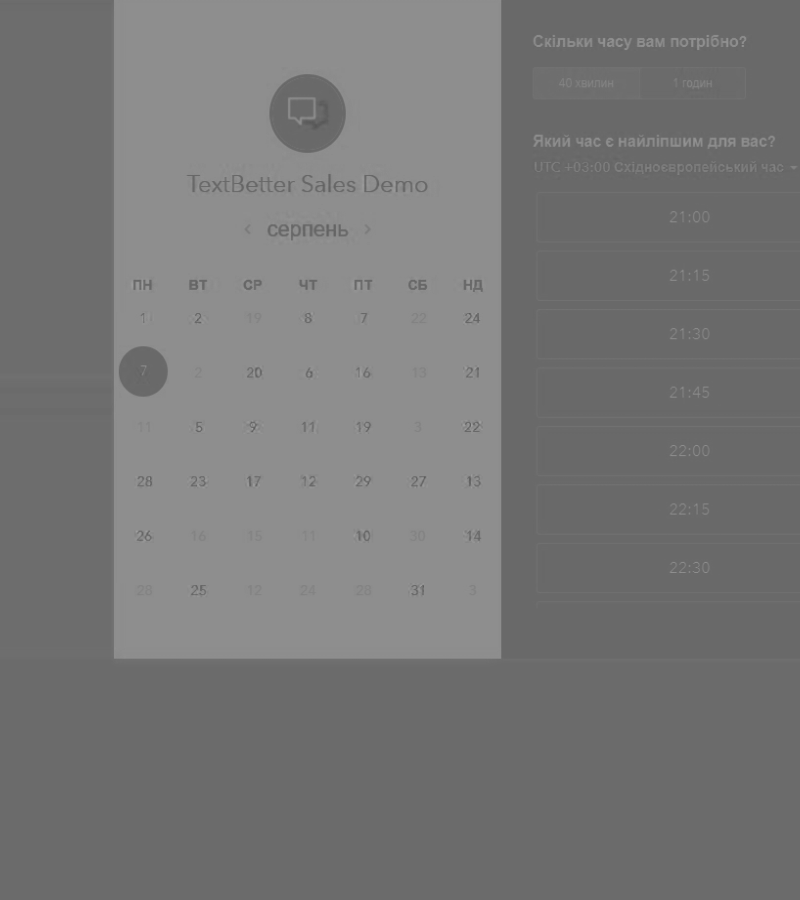 TextBetter Sales Demo
серпень
ПН ВТ СР ЧТ ПТ СБ НД
1 2 19 8 7 22 24
7 2 20 6 16 13 21
11 5 9 11 19 3 22
28 23 17 12 29 27 13
26 16 15 11 10 30 14
28 25 12 24 28 31 3
Скільки часу вам потрібно?
40 хвилин 1 годин
Який час є найліпшим для вас?
UTC +03:00 Східноєвропейський час
21:00
21:15
21:30
21:45
22:00
22:15
22:30